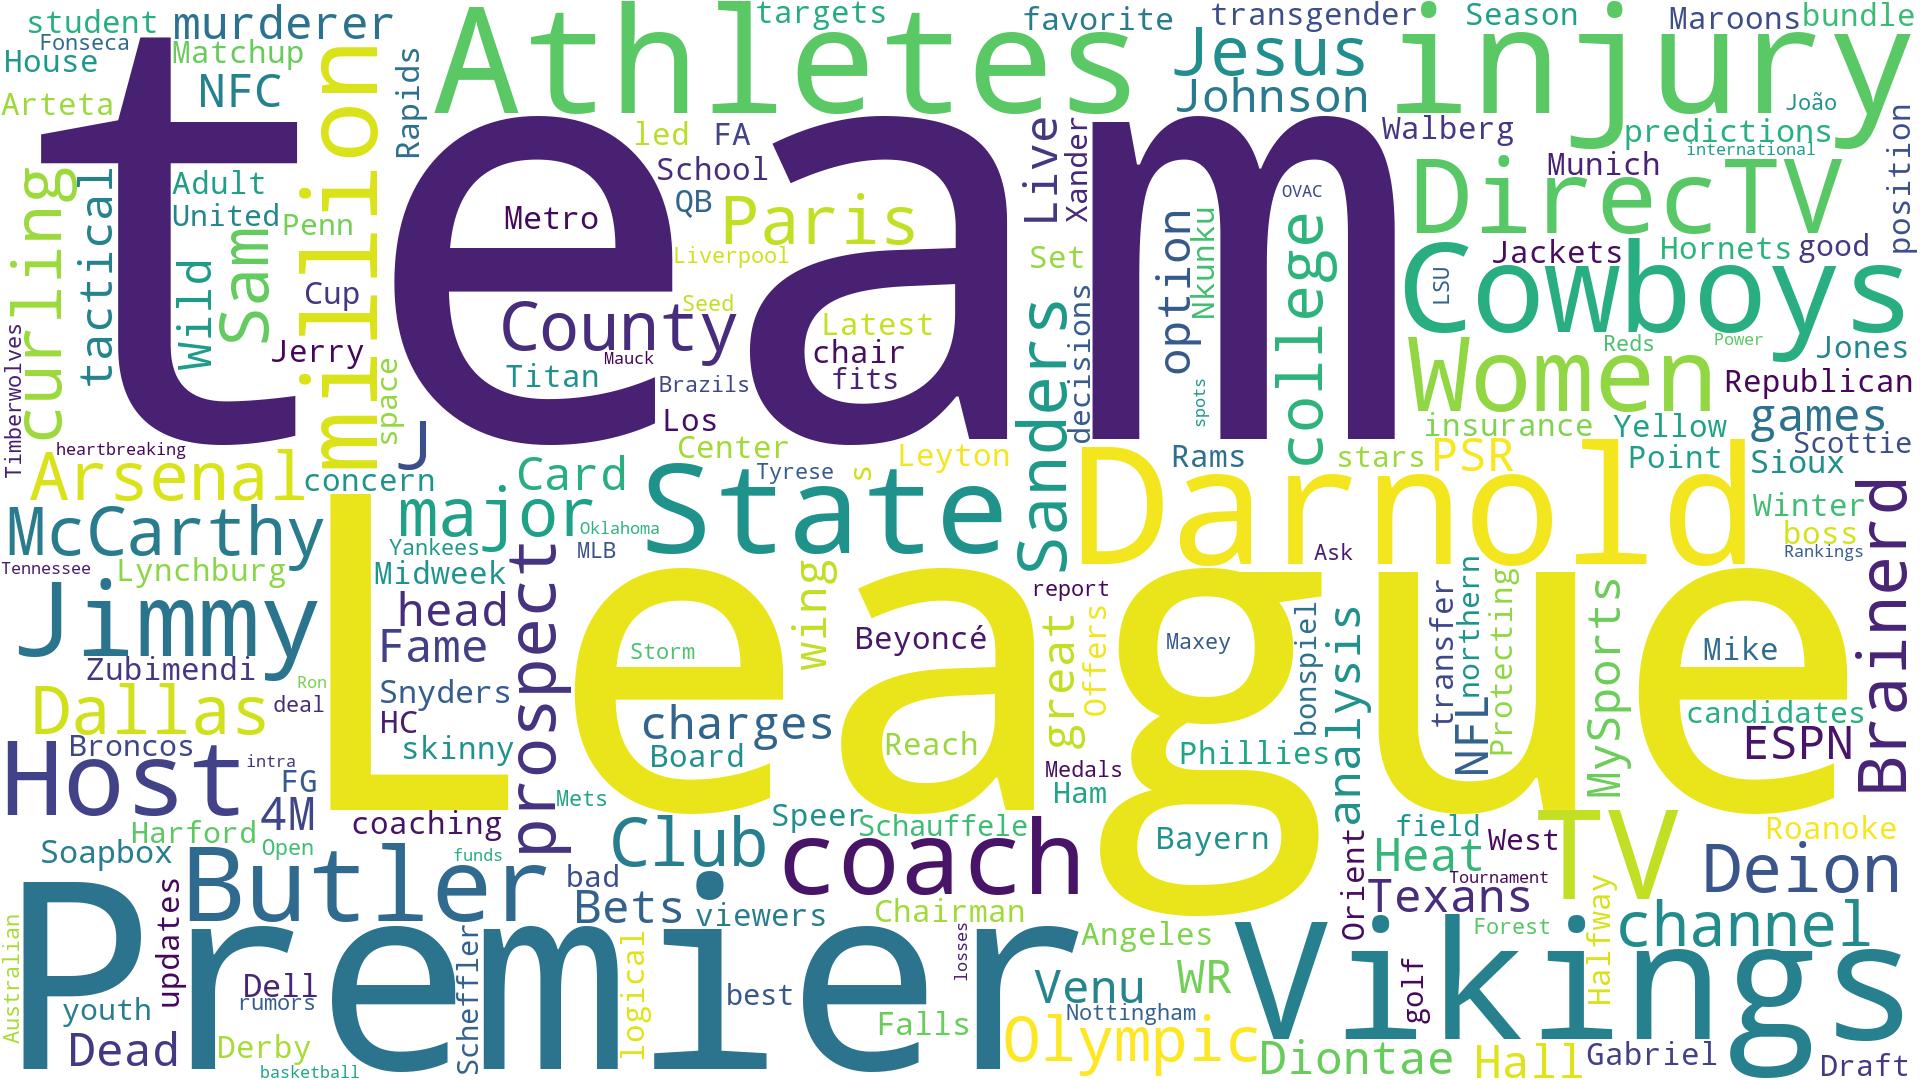 student
murderer
Athletes
targets
favorite
transgender
Season
Maroons
bundle
Fonseca
House
Matchup
NFC
million
Rapids
Jesus
injury
Johnson
Arteta
João
team
led
FA
Live
Xander
Walberg
predictions
international
position
School
Munich
curling
tactical
Adult
United
Penn
Sam
QB
Metro
Paris
OVAC
DirecTV
option
Nkunku
college
Liverpool
Set
Jackets
Hornets
good
Wild
Cup
County
Seed
Latest
Sanders
decisions
LSU
Cowboys
Timberwolves
Jerry
space
Mauck
chair
fits
Titan
Brazils
Women
Reds
Power
Jones
Republican
spots
J
Los
insurance
Yellow
games
Scottie
heartbreaking
Arsenal
concern
Center
Card
Tyrese
s
Leyton
Rams
stars
PSR
Point
Sioux
McCarthy
major
State
Darnold
Winter
boss
Brainerd
Oklahoma
Yankees
MLB
Ask
Rankings
Tennessee
Lynchburg
Midweek
prospect
wing
League
report
Jimmy
head
Fame
Beyoncé
great
Offers
Maxey
bonspiel
analysis
transfer
northern
NFL
Protecting
MySports
Mike
Storm
Zubimendi
Ron
deal
Snyders
HC
Dallas
charges
candidates
skinny
Board
Reach
Phillies
ESPN
Host
Broncos
intra
FG
4M
Medals
Ham
Mets
coaching
Harford
Open
Speer
Schauffele
Bayern
Orient
field
West
TV
Roanoke
Soapbox
Butler
funds
Club
coach
Heat
Tournament
Deion
bad
Texans
updates
Bets
viewers
Chairman
Premier
Angeles
Vikings
Forest
Halfway
channel
Australian
Scheffler
logical
losses
Dell
rumors
best
Venu
WR
golf
youth
Falls
Nottingham
Olympic
Dead
Derby
basketball
Diontae
Hall
Gabriel
Draft